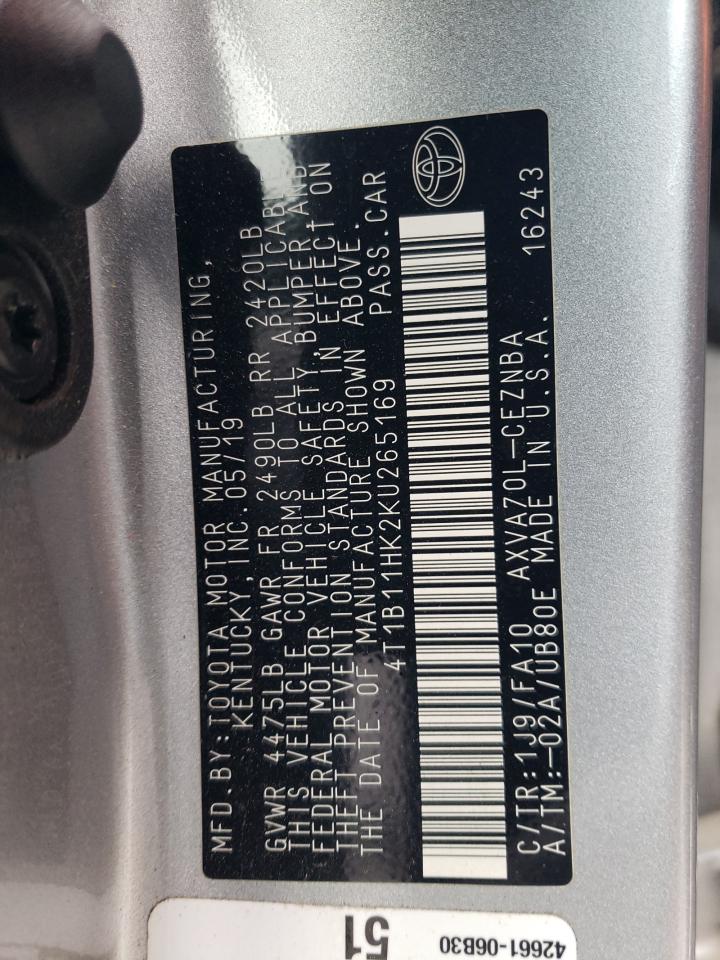 MFD.BY:TOYOTA MOTOR MANUFACTURING,
KENTUCKY, INC. 05/19
GVWR 4475LB GAWR FR 2490LB RR 2420LB
THIS VEHICLE CONFORMS TO ALL APPLICABLE
FEDERAL MOTOR VEHICLE SAFETY, BUMPER AND
THEFT PREVENTION STANDARDS IN EFFECT ON
THE DATE OF MANUFACTURE SHOWN ABOVE.
4T1B11HK2KU265169 PASS.CAR
C/TR:1J9/FA10 AXVA70L-CEZNBA
A/TM:-02A/UB80E MADE IN U.S.A. 16243
51
42661-06B30